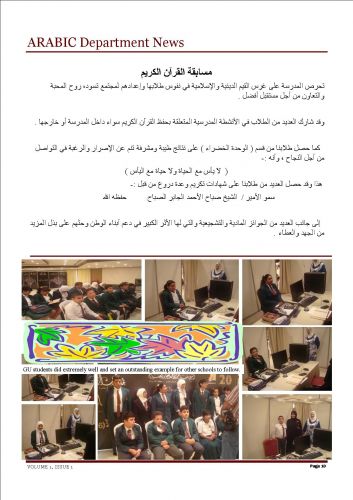 ARABIC Department News
مسابقة القرآن الكريم
تحرص المدرسة على غرس القيم الدينية والإسلامية في نفوس طلابها وإعدادهم لمجتمع تسوده روح المحبة
والتعاون من أجل مستقبل أفضل .
وقد شارك العديد من الطلاب في الأنشطة المدرسية المتعلقة بحفظ القرآن الكريم سواء داخل المدرسة أو خارجها .
كما حصل طلابنا من قسم ( الوحدة الخضراء ) على نتائج طيبة ومشرفة تنم عن الإصرار والرغبة في التواصل
من أجل النجاح ، وأنه :-
( لا يأس مع الحياة ولا حياة مع اليأس )
هذا وقد حصل العديد من طلابنا على شهادات تكريم وعدة دروع من قبل :-
سمو الأمير / الشيخ صباح الأحمد الجابر الصباح حفظه الله
إلى جانب العديد من الجوائز المادية والتشجيعية والتي لها الأثر الكبير في دعم أبناء الوطن وحثهم على بذل المزيد
من الجهد والعطاء .
GU students did extremely well and set an outstanding example for other schools to follow.
VOLUME 1, ISSUE 1 Page 10